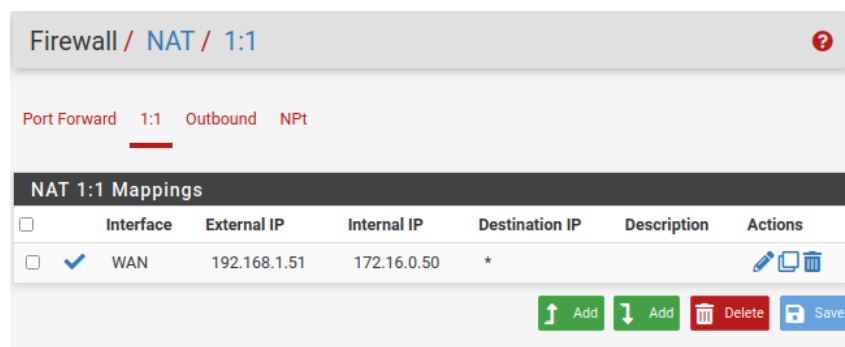 Firewall / NAT / 1:1
Port Forward 1:1 Outbound NPt
NAT 1:1 Mappings
Interface External IP Internal IP Destination IP Description Actions
WAN 192.168.1.51 172.16.0.50 *
Add Add Delete Save